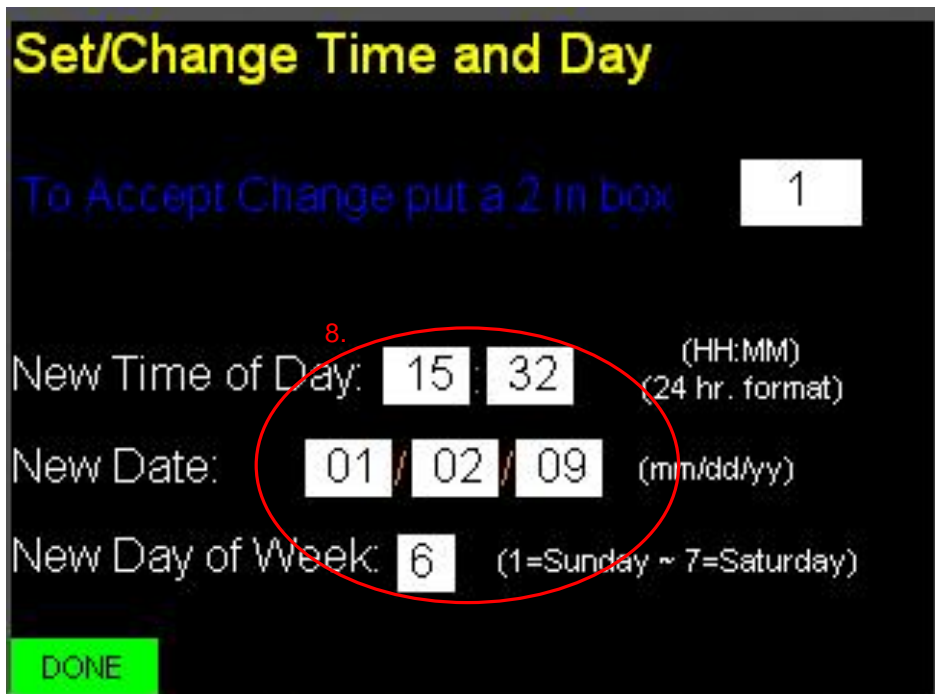 Set/Change Time and Day
To Accept Change put a 2 in box 1
8.
New Time of Day: 15 : 32 (HH:MM)
(24 hr. format)
New Date: 01 / 02 / 09 (mm/dd/yy)
New Day of Week: 6 (1=Sunday ~ 7=Saturday)
DONE